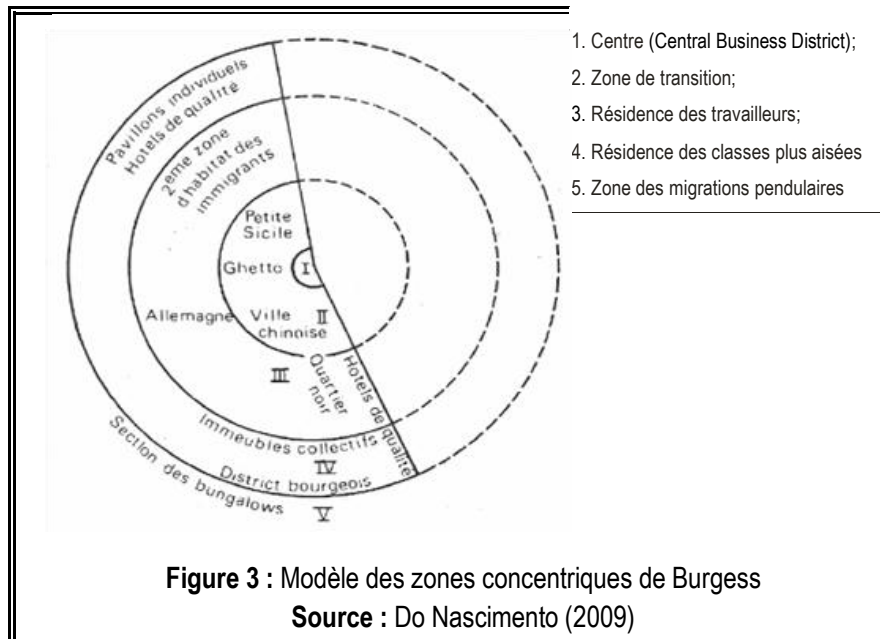 1. Centre (Central Business District);
2. Zone de transition;
3. Résidence des travailleurs;
4. Résidence des classes plus aisées
5. Zone des migrations pendulaires
Pavillons individuels
Hotels de qualité
2eme zone
d'habitat des
immigrants
Petite
Sicile
Ghetto
I
Allemagne
Ville
chinoise
II
III
Quartier
noir
Hotels de qualité
Immeubles collectifs
IV
District bourgeois
Section des bungalows
V
Figure 3 : Modèle des zones concentriques de Burgess
Source : Do Nascimento (2009)